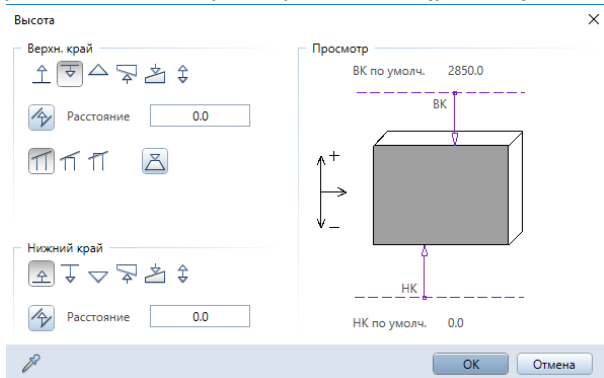 Высота
Верхн. край
Расстояние 0.0
Нижний край
Расстояние 0.0
Просмотр
ВК по умолч. 2850.0
ВК
+
-
НК
НК по умолч. 0.0
OK Отмена